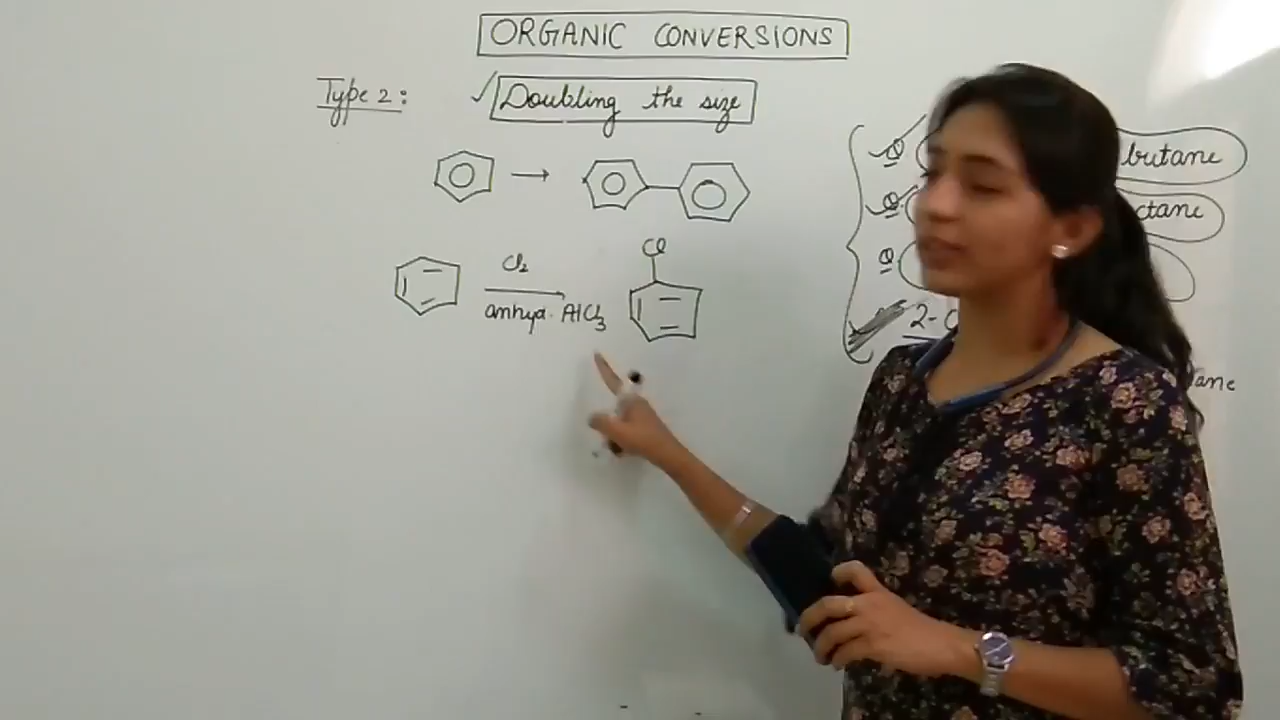 ORGANIC CONVERSIONS
Type 2 : ✓ Doubling the size
→
Cl₂
anhyd. AlCl₃
Cl
Q butane
Q ctane
Q
2-C
ane